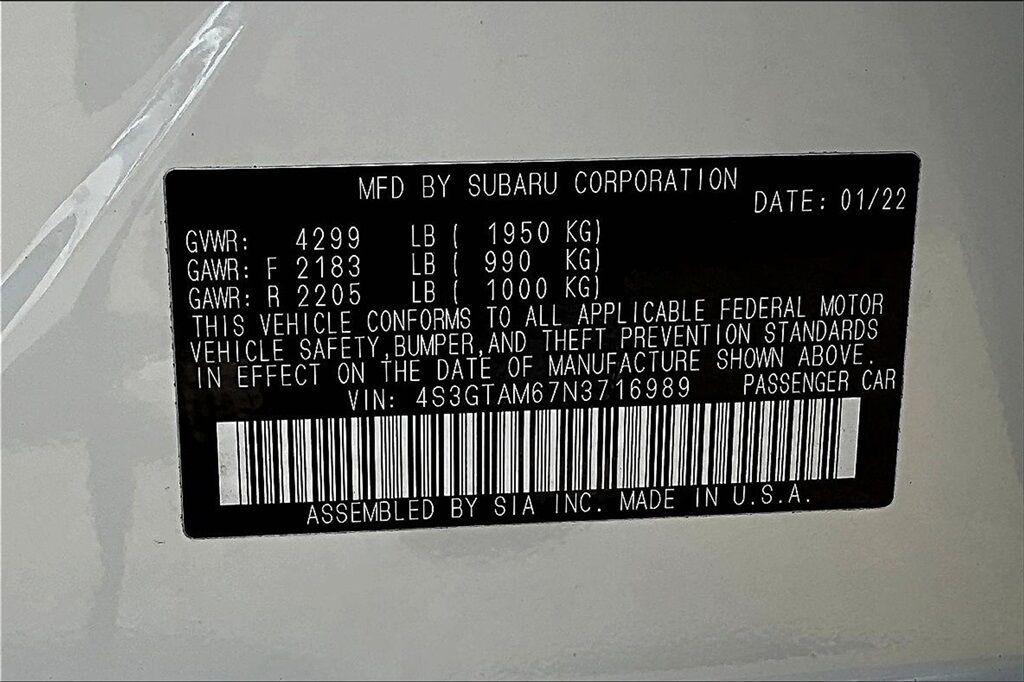 MFD BY SUBARU CORPORATION
DATE: 01/22
GVWR: 4299 LB ( 1950 KG)
GAWR: F 2183 LB ( 990 KG)
GAWR: R 2205 LB ( 1000 KG)
THIS VEHICLE CONFORMS TO ALL APPLICABLE FEDERAL MOTOR
VEHICLE SAFETY,BUMPER,AND THEFT PREVENTION STANDARDS
IN EFFECT ON THE DATE OF MANUFACTURE SHOWN ABOVE.
VIN: 4S3GTAM67N3716989 PASSENGER CAR
ASSEMBLED BY SIA INC. MADE IN U.S.A.